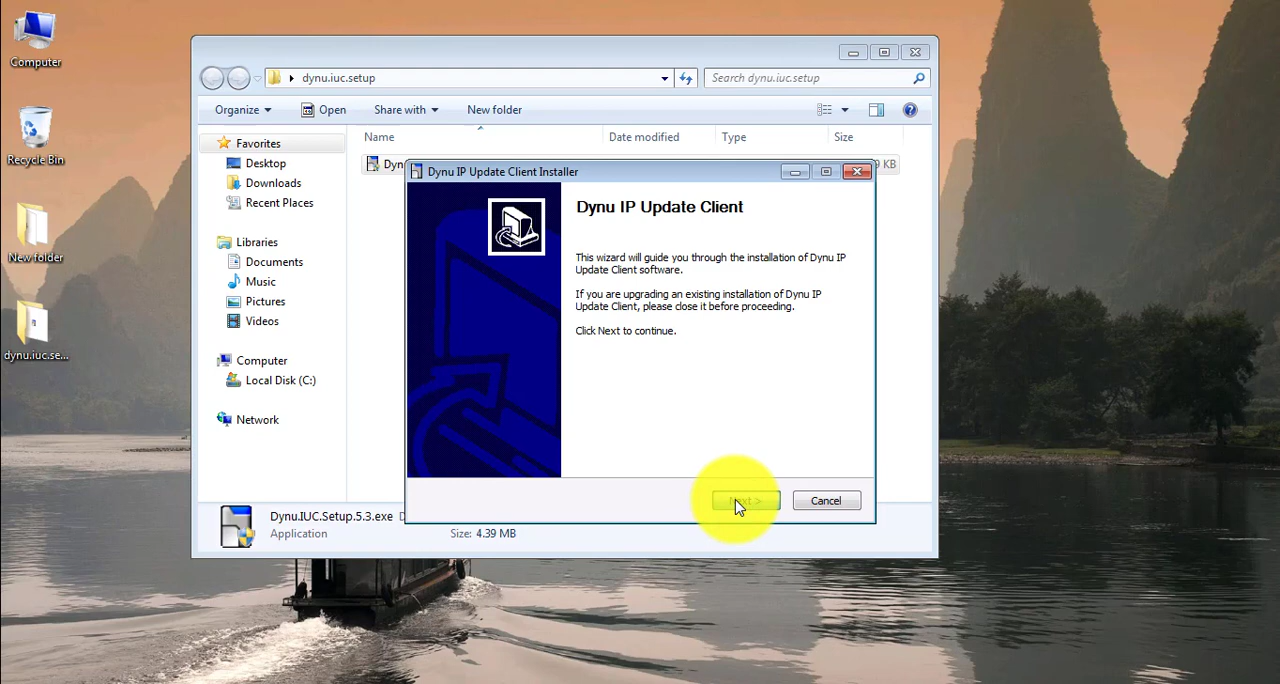 Computer
Recycle Bin
New folder
dynu.iuc.se...
dynu.iuc.setup
Search dynu.iuc.setup
Organize
Open
Share with
New folder
Favorites
Desktop
Downloads
Recent Places
Libraries
Documents
Music
Pictures
Videos
Computer
Local Disk (C:)
Network
Name
Date modified
Type
Size
KB
Dynu IP Update Client Installer
Dynu IP Update Client
This wizard will guide you through the installation of Dynu IP
Update Client software.
If you are upgrading an existing installation of Dynu IP
Update Client, please close it before proceeding.
Click Next to continue.
Next >
Cancel
Dynu.IUC.Setup.5.3.exe
Application
Size: 4.39 MB